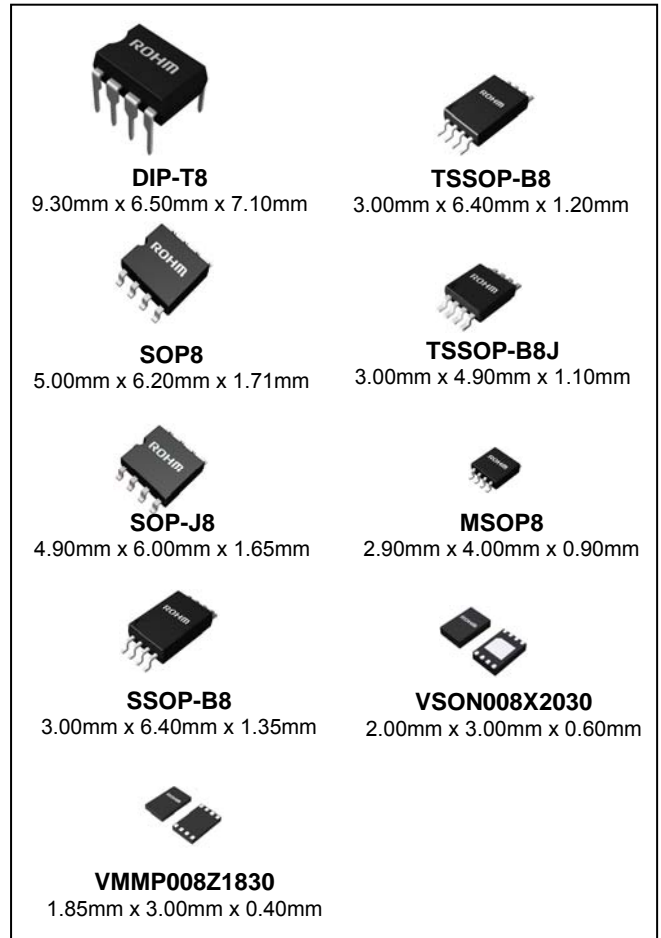 ROHM
DIP-T8
9.30mm x 6.50mm x 7.10mm
ROHM
TSSOP-B8
3.00mm x 6.40mm x 1.20mm
ROHM
SOP8
5.00mm x 6.20mm x 1.71mm
ROHM
TSSOP-B8J
3.00mm x 4.90mm x 1.10mm
ROHM
SOP-J8
4.90mm x 6.00mm x 1.65mm
ROHM
MSOP8
2.90mm x 4.00mm x 0.90mm
ROHM
SSOP-B8
3.00mm x 6.40mm x 1.35mm
ROHM
VSON008X2030
2.00mm x 3.00mm x 0.60mm
ROHM
VMMP008Z1830
1.85mm x 3.00mm x 0.40mm